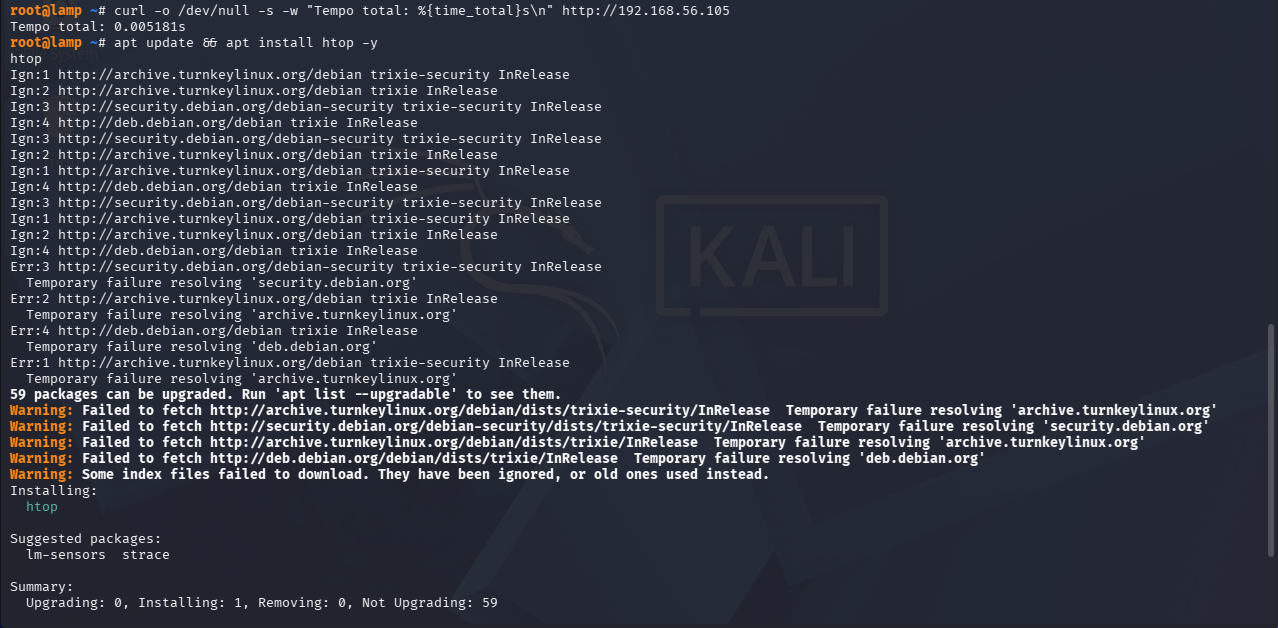 root@lamp ~# curl -o /dev/null -s -w "Tempo total: %{time_total}s\n" http://192.168.56.105
Tempo total: 0.005181s
root@lamp ~# apt update && apt install htop -y
htop
Ign:1 http://archive.turnkeylinux.org/debian trixie-security InRelease
Ign:2 http://archive.turnkeylinux.org/debian trixie InRelease
Ign:3 http://security.debian.org/debian-security trixie-security InRelease
Ign:4 http://deb.debian.org/debian trixie InRelease
Ign:3 http://security.debian.org/debian-security trixie-security InRelease
Ign:2 http://archive.turnkeylinux.org/debian trixie InRelease
Ign:1 http://archive.turnkeylinux.org/debian trixie-security InRelease
Ign:4 http://deb.debian.org/debian trixie InRelease
Ign:3 http://security.debian.org/debian-security trixie-security InRelease
Ign:1 http://archive.turnkeylinux.org/debian trixie-security InRelease
Ign:2 http://archive.turnkeylinux.org/debian trixie InRelease
Ign:4 http://deb.debian.org/debian trixie InRelease
Err:3 http://security.debian.org/debian-security trixie-security InRelease
  Temporary failure resolving 'security.debian.org'
Err:2 http://archive.turnkeylinux.org/debian trixie InRelease
  Temporary failure resolving 'archive.turnkeylinux.org'
Err:4 http://deb.debian.org/debian trixie InRelease
  Temporary failure resolving 'deb.debian.org'
Err:1 http://archive.turnkeylinux.org/debian trixie-security InRelease
  Temporary failure resolving 'archive.turnkeylinux.org'
59 packages can be upgraded. Run 'apt list --upgradable' to see them.
Warning: Failed to fetch http://archive.turnkeylinux.org/debian/dists/trixie-security/InRelease  Temporary failure resolving 'archive.turnkeylinux.org'
Warning: Failed to fetch http://security.debian.org/debian-security/dists/trixie-security/InRelease  Temporary failure resolving 'security.debian.org'
Warning: Failed to fetch http://archive.turnkeylinux.org/debian/dists/trixie/InRelease  Temporary failure resolving 'archive.turnkeylinux.org'
Warning: Failed to fetch http://deb.debian.org/debian/dists/trixie/InRelease  Temporary failure resolving 'deb.debian.org'
Warning: Some index files failed to download. They have been ignored, or old ones used instead.
Installing:
  htop

Suggested packages:
  lm-sensors  strace

Summary:
  Upgrading: 0, Installing: 1, Removing: 0, Not Upgrading: 59
KALI